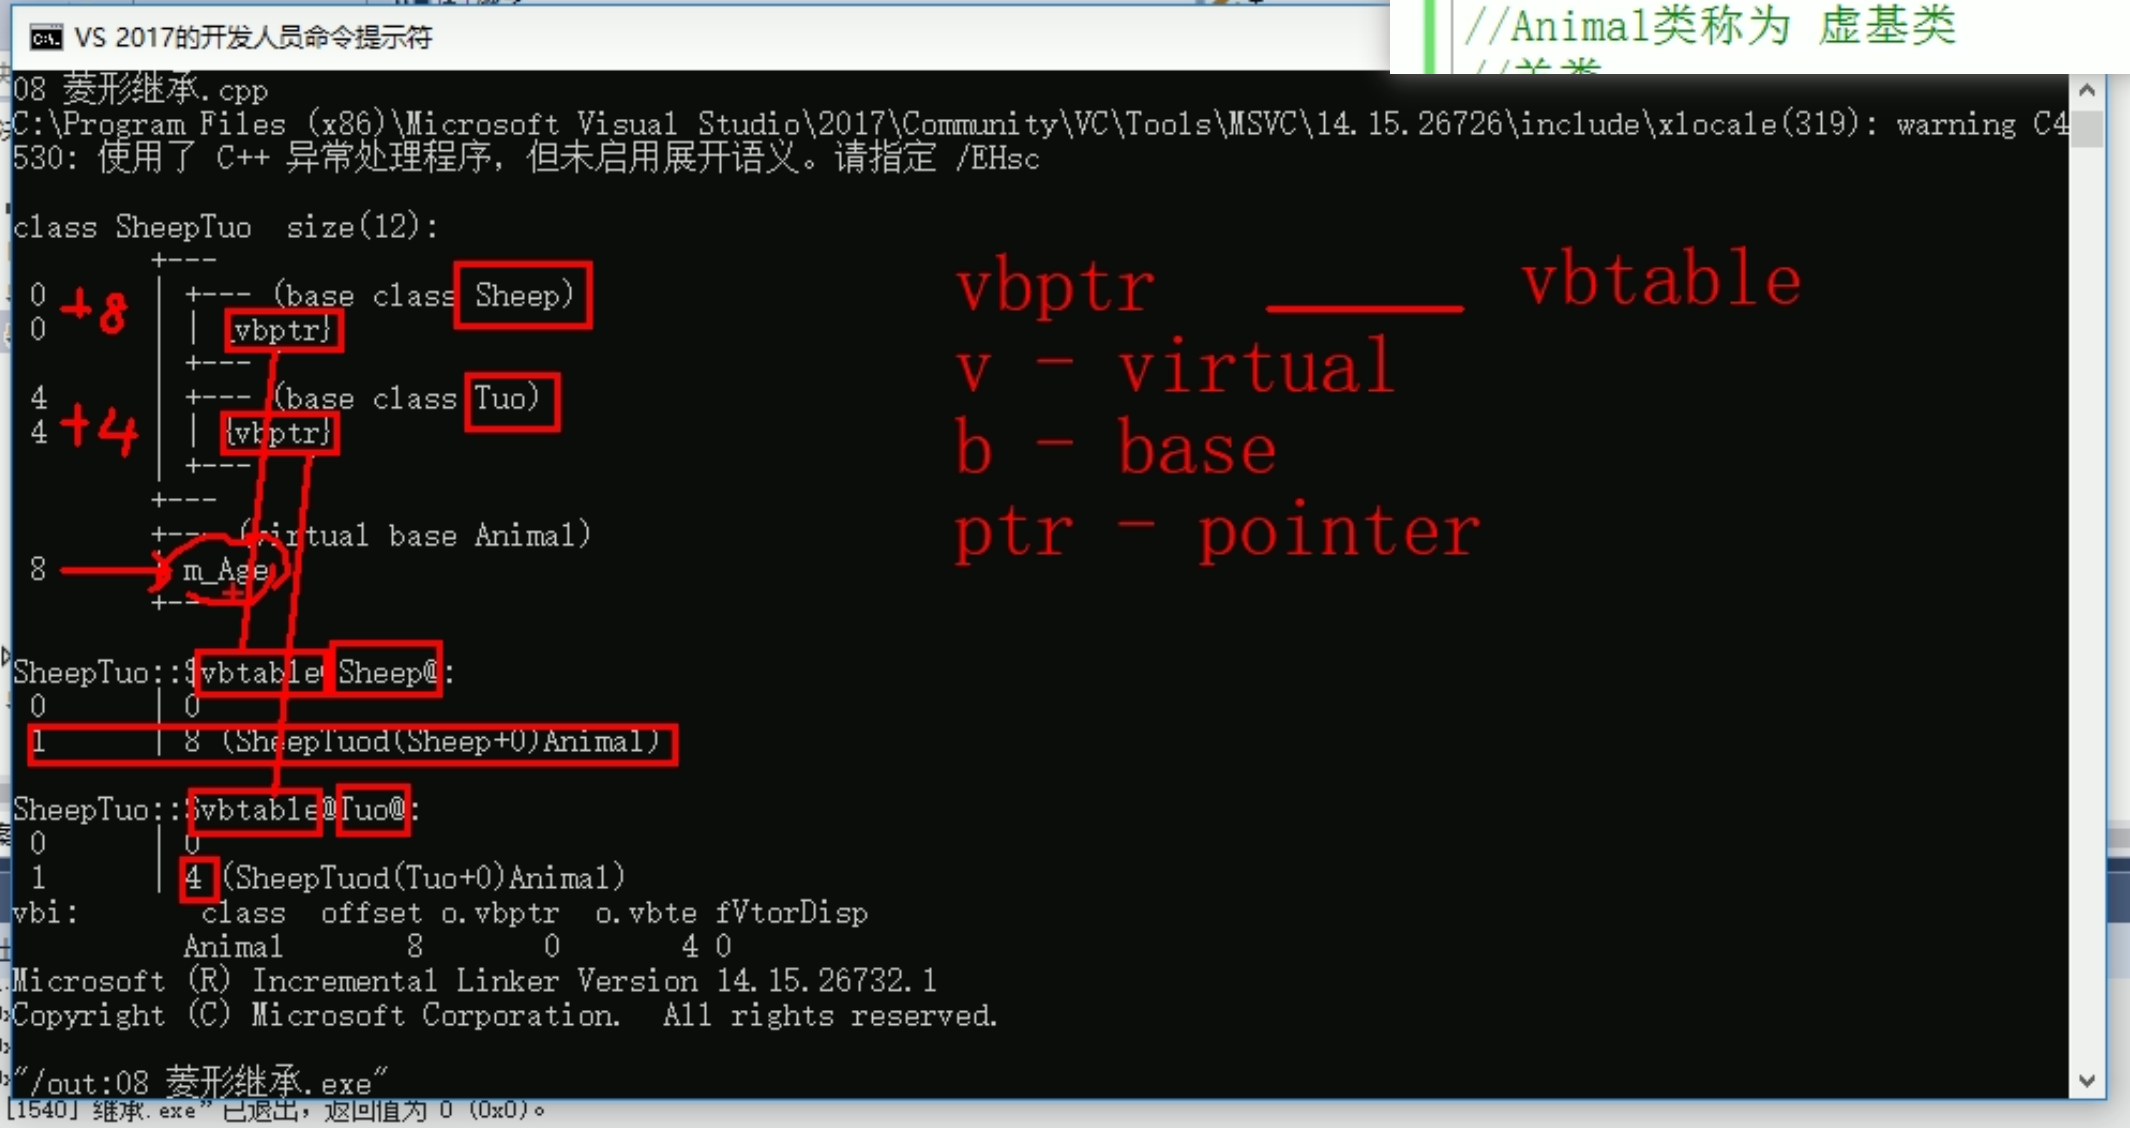 VS 2017的开发人员命令提示符
//Animal类称为 虚基类
08 菱形继承.cpp
C:\Program Files (x86)\Microsoft Visual Studio\2017\Community\VC\Tools\MSVC\14.15.26726\include\xlocale(319): warning C4
530: 使用了 C++ 异常处理程序，但未启用展开语义。请指定 /EHsc
class SheepTuo  size(12):
        +---
 0      | +--- (base class Sheep)
 0      | | {vbptr}
        | +---
 4      | +--- (base class Tuo)
 4      | | {vbptr}
        | +---
        +---
        +--- (virtual base Animal)
 8      | m_Age
        +---
+8
+4
vbptr ——— vbtable
v - virtual
b - base
ptr - pointer
SheepTuo::$vbtable@Sheep@:
 0      | 0
 1      | 8 (SheepTuod(Sheep+0)Animal)
SheepTuo::$vbtable@Tuo@:
 0      | 0
 1      | 4 (SheepTuod(Tuo+0)Animal)
vbi:       class  offset o.vbptr  o.vbte fVtorDisp
          Animal       8       0       4 0
Microsoft (R) Incremental Linker Version 14.15.26732.1
Copyright (C) Microsoft Corporation.  All rights reserved.
"/out:08 菱形继承.exe"
[1540] 继承.exe" 已退出，返回值为 0 (0x0)。